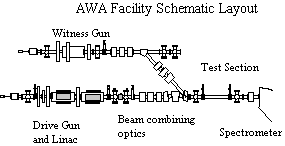 AWA Facility Schematic Layout
Witness Gun
Test Section
Drive Gun
and Linac
Beam combining
optics
Spectrometer